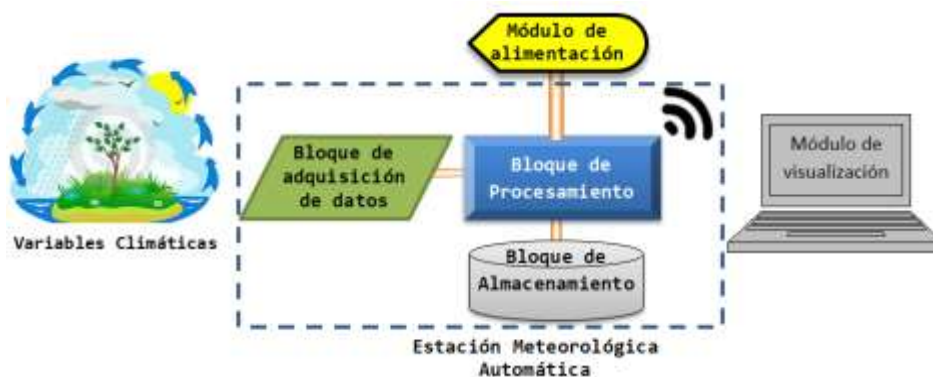 Módulo de
alimentación
Bloque de
adquisición
de datos
Bloque de
Procesamiento
Módulo de
visualización
Variables Climáticas
Bloque de
Almacenamiento
Estación Meteorológica
Automática